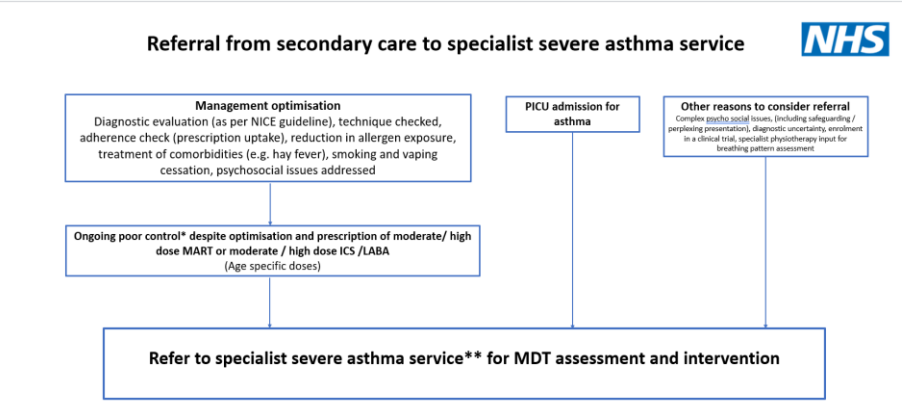 Referral from secondary care to specialist severe asthma service
NHS
Management optimisation
Diagnostic evaluation (as per NICE guideline), technique checked,
adherence check (prescription uptake), reduction in allergen exposure,
treatment of comorbidities (e.g. hay fever), smoking and vaping
cessation, psychosocial issues addressed
PICU admission for
asthma
Other reasons to consider referral
Complex psycho social issues, (including safeguarding /
perplexing presentation), diagnostic uncertainty, enrolment
in a clinical trial, specialist physiotherapy input for
breathing pattern assessment
Ongoing poor control* despite optimisation and prescription of moderate/ high
dose MART or moderate / high dose ICS /LABA
(Age specific doses)
Refer to specialist severe asthma service** for MDT assessment and intervention